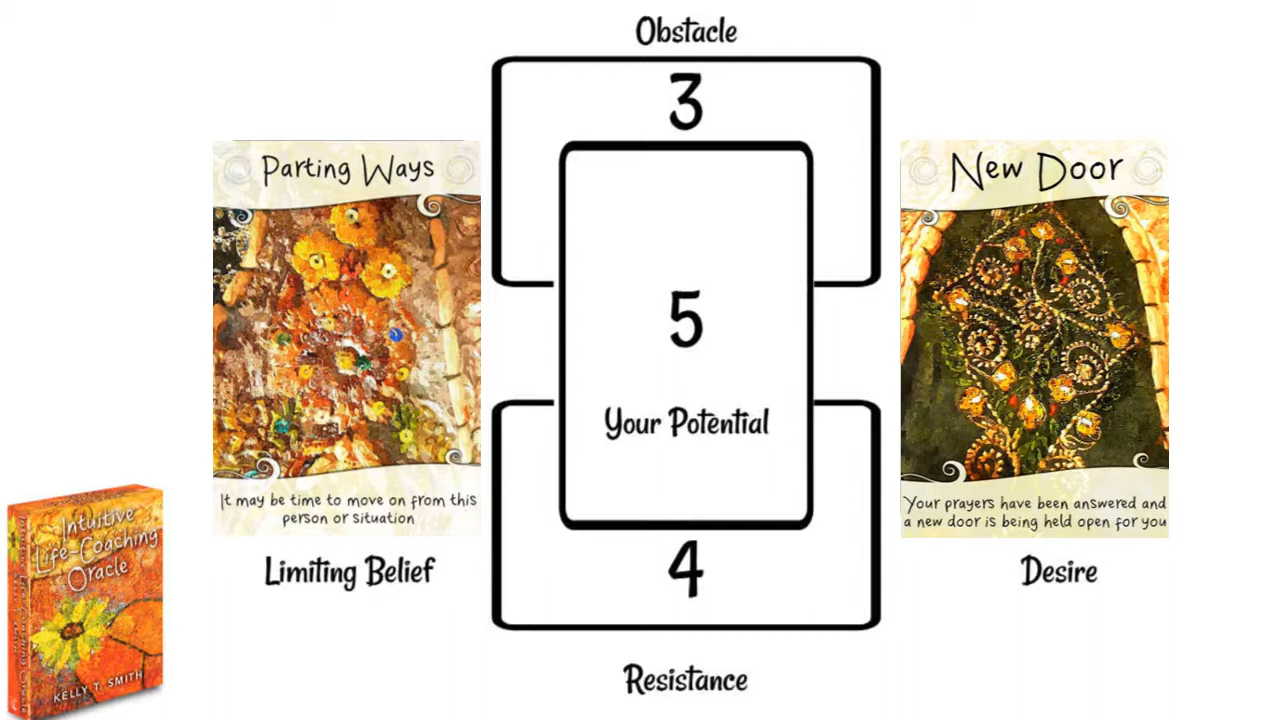 Obstacle
3
Parting Ways
New Door
5
Your Potential
It may be time to move on from this
person or situation
Your prayers have been answered and
a new door is being held open for you
Limiting Belief
4
Desire
Resistance
Intuitive
Life-Coaching
Oracle
KELLY T. SMITH